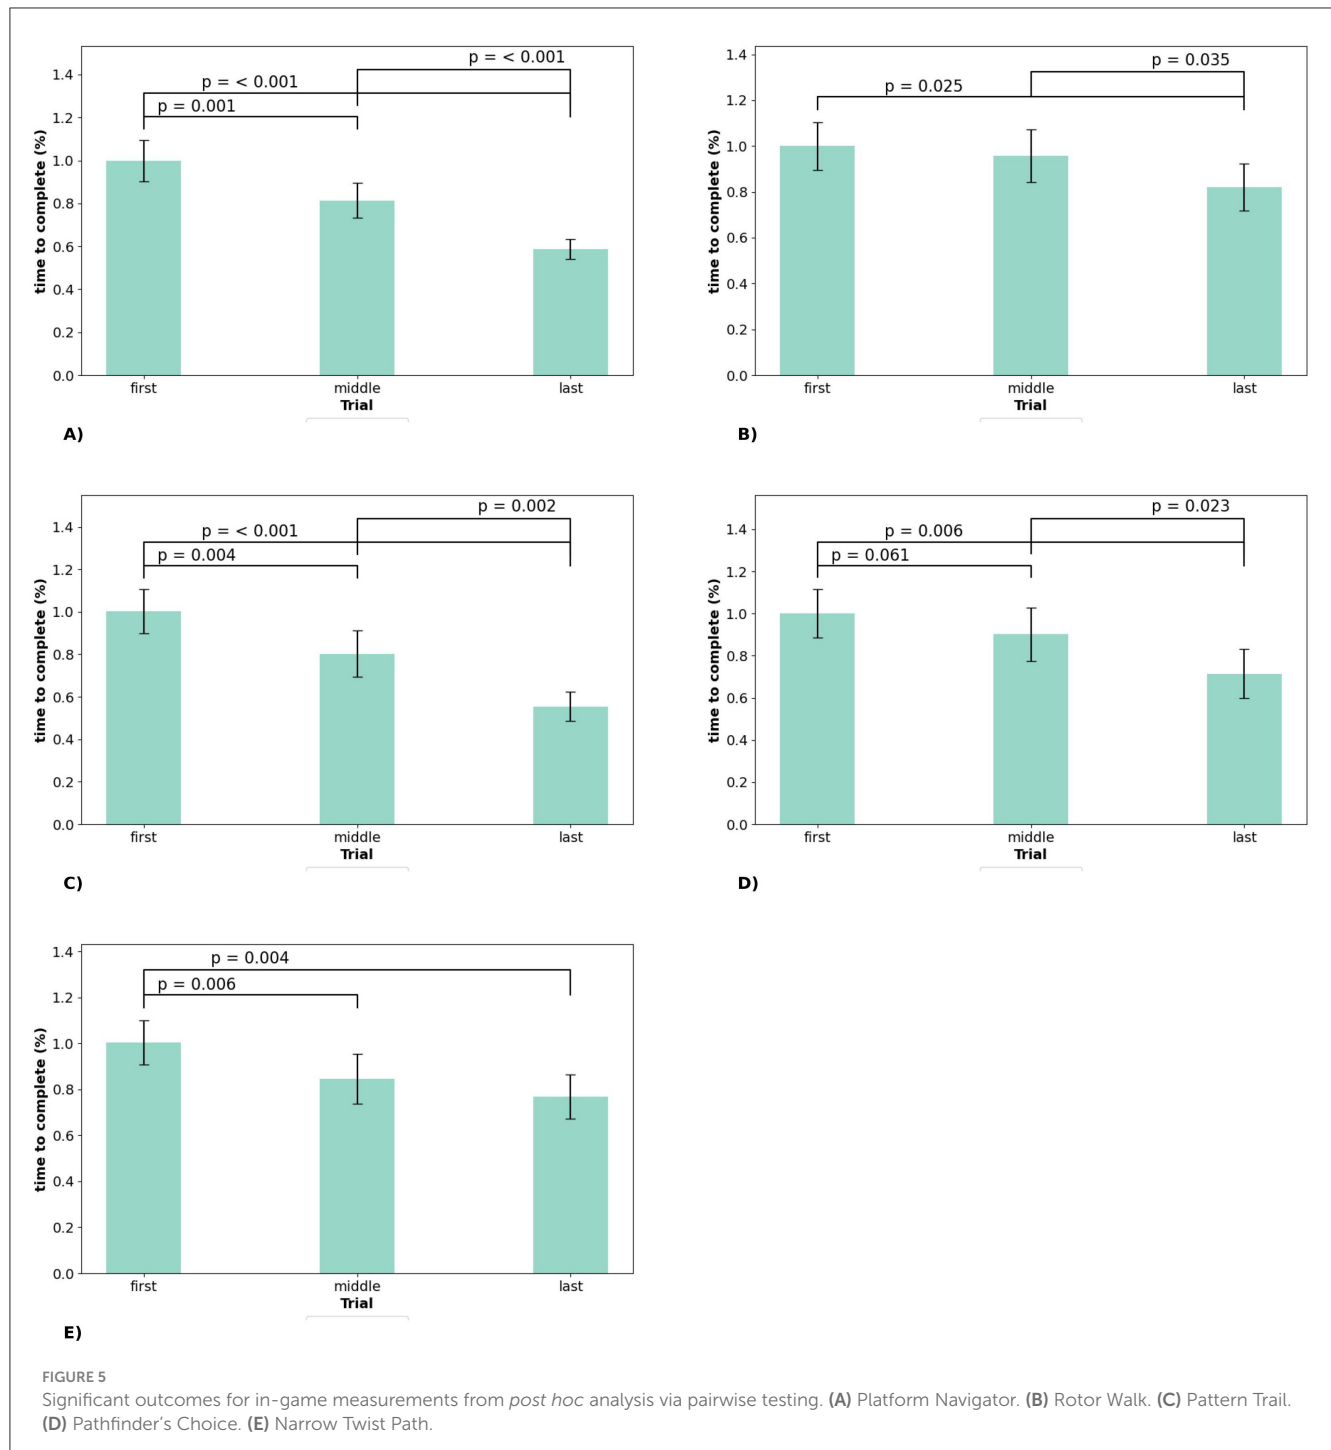 p = < 0.001
p = < 0.001
p = 0.001
1.4
1.2
1.0
0.8
0.6
0.4
0.2
0.0
time to complete (%)
first middle last
Trial
A)
p = 0.035
p = 0.025
1.4
1.2
1.0
0.8
0.6
0.4
0.2
0.0
time to complete (%)
first middle last
Trial
B)
p = 0.002
p = < 0.001
p = 0.004
1.4
1.2
1.0
0.8
0.6
0.4
0.2
0.0
time to complete (%)
first middle last
Trial
C)
p = 0.023
p = 0.006
p = 0.061
1.4
1.2
1.0
0.8
0.6
0.4
0.2
0.0
time to complete (%)
first middle last
Trial
D)
p = 0.004
p = 0.006
1.4
1.2
1.0
0.8
0.6
0.4
0.2
0.0
time to complete (%)
first middle last
Trial
E)
FIGURE 5
Significant outcomes for in-game measurements from post hoc analysis via pairwise testing. (A) Platform Navigator. (B) Rotor Walk. (C) Pattern Trail.
(D) Pathfinder's Choice. (E) Narrow Twist Path.